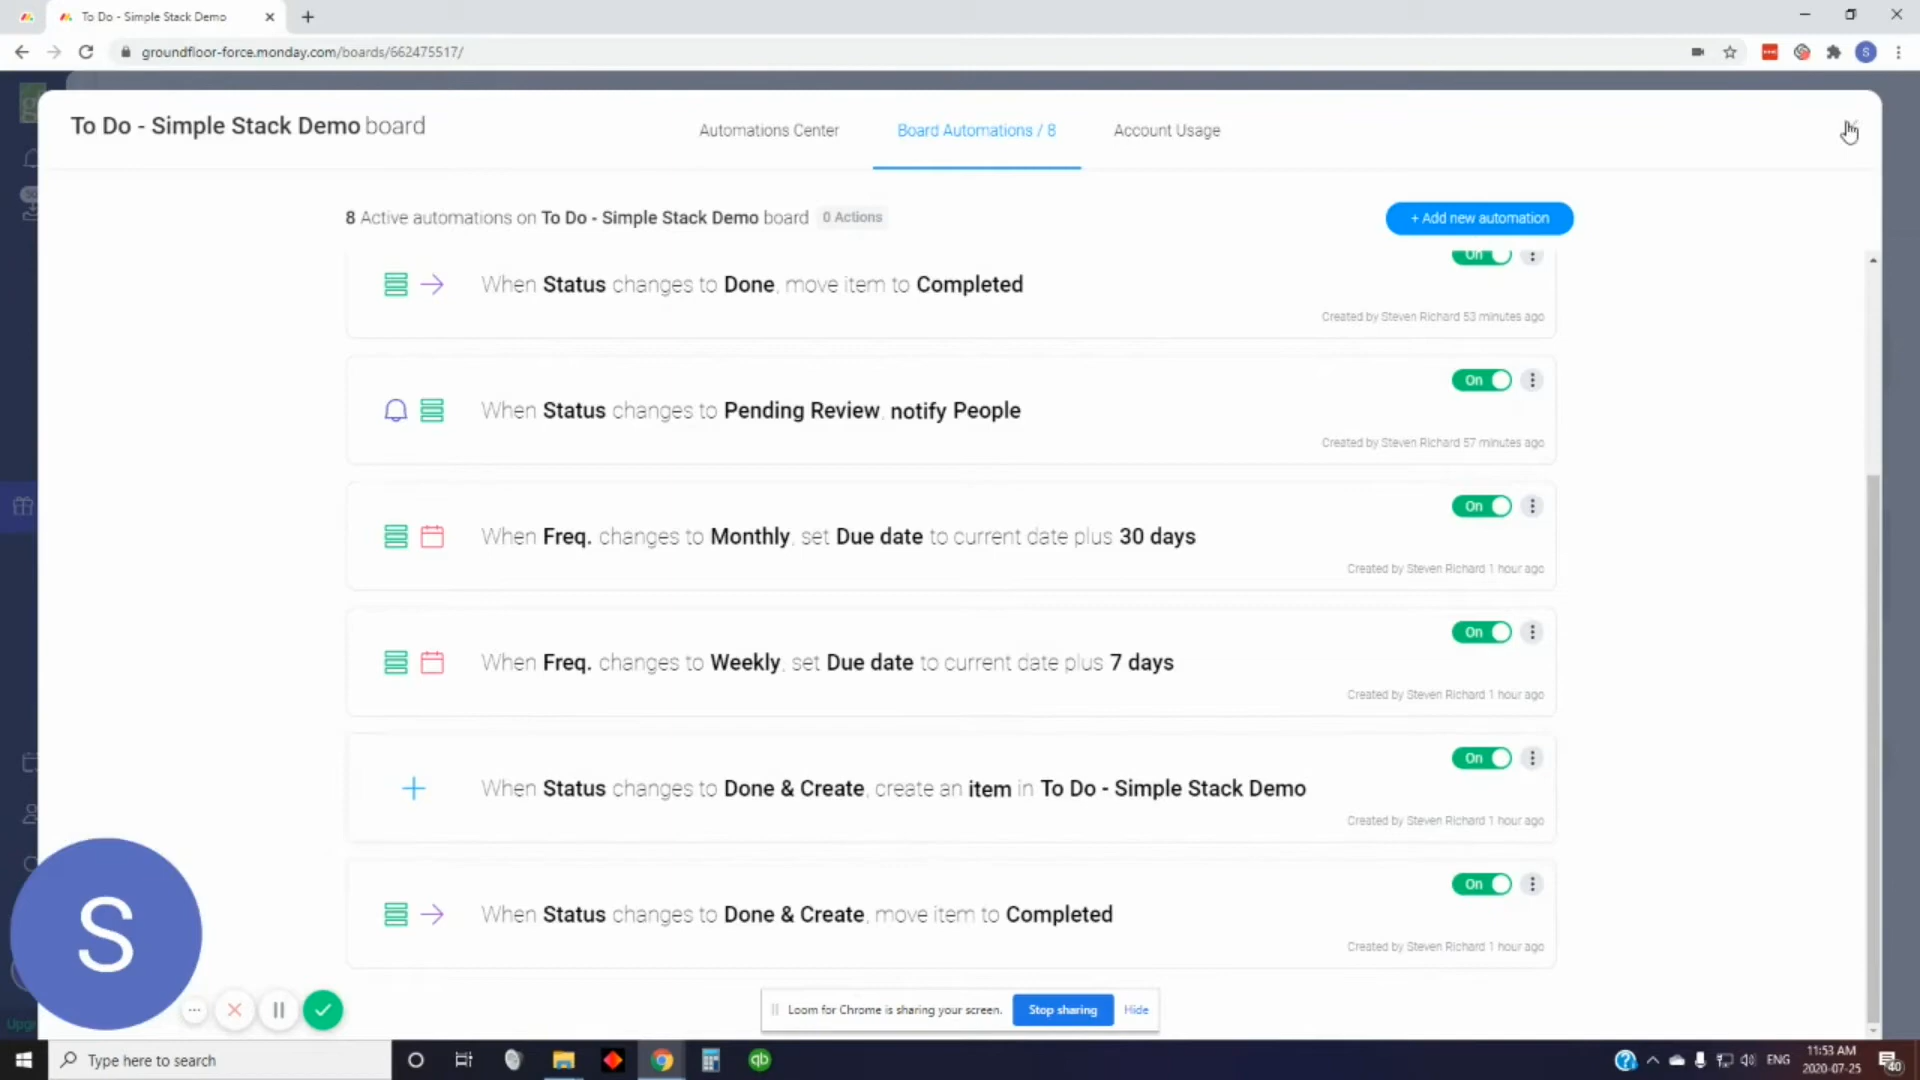 To Do - Simple Stack Demo
groundfloor-force.monday.com/boards/662475517/
S
To Do - Simple Stack Demo board
Automations Center
Board Automations / 8
Account Usage
8 Active automations on To Do - Simple Stack Demo board 0 Actions
+ Add new automation
On
When Status changes to Done, move item to Completed
Created by Steven Richard 53 minutes ago
On
When Status changes to Pending Review, notify People
Created by Steven Richard 57 minutes ago
On
When Freq. changes to Monthly, set Due date to current date plus 30 days
Created by Steven Richard 1 hour ago
On
When Freq. changes to Weekly, set Due date to current date plus 7 days
Created by Steven Richard 1 hour ago
On
When Status changes to Done & Create, create an item in To Do - Simple Stack Demo
Created by Steven Richard 1 hour ago
On
When Status changes to Done & Create, move item to Completed
Created by Steven Richard 1 hour ago
S
Loom for Chrome is sharing your screen. Stop sharing Hide
Type here to search
qb
ENG
11:53 AM
2020-07-25
40